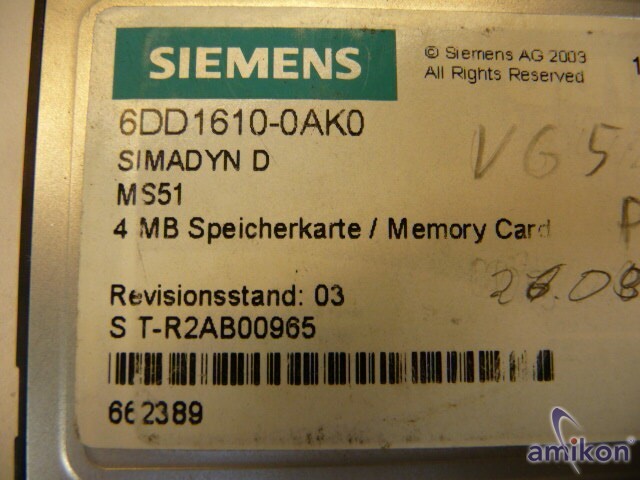 SIEMENS
© Siemens AG 2003
All Rights Reserved
6DD1610-0AK0
SIMADYN D
VG5
MS51
4 MB Speicherkarte / Memory Card
Revisionsstand: 03
S T-R2AB00965
662389
amikon